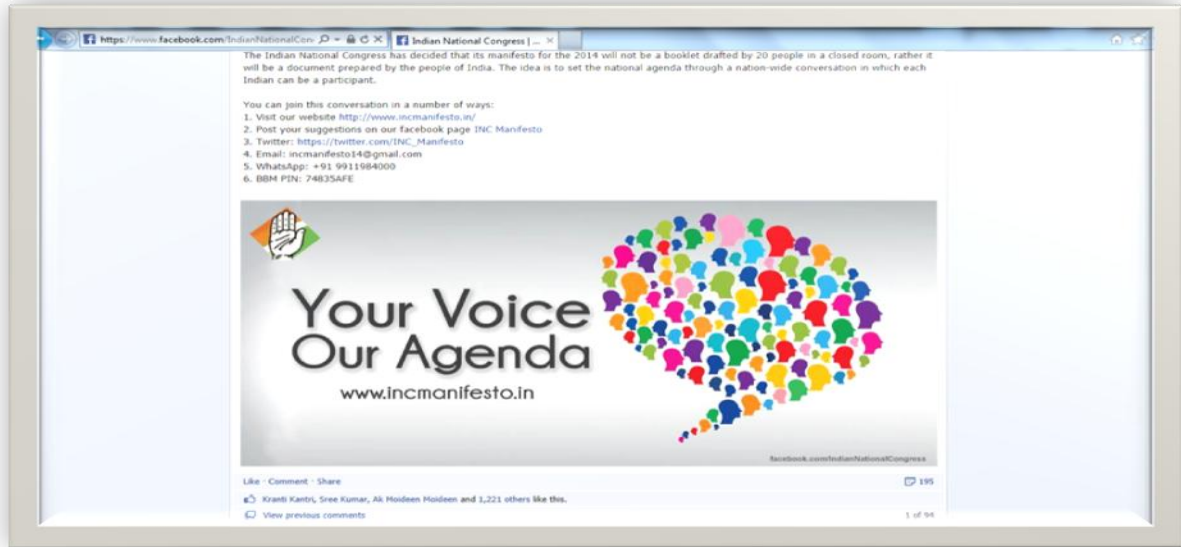 https://www.facebook.com/IndianNationalCon
Indian National Congress | ...
The Indian National Congress has decided that its manifesto for the 2014 will not be a booklet drafted by 20 people in a closed room, rather it
will be a document prepared by the people of India. The idea is to set the national agenda through a nation-wide conversation in which each
Indian can be a participant.
You can join this conversation in a number of ways:
1. Visit our website http://www.incmanifesto.in/
2. Post your suggestions on our facebook page INC Manifesto
3. Twitter: https://twitter.com/INC_Manifesto
4. Email: incmanifesto14@gmail.com
5. WhatsApp: +91 9911984000
6. BBM PIN: 74835AFE
Your Voice
Our Agenda
www.incmanifesto.in
facebook.com/IndianNationalCongress
Like · Comment · Share
195
Kranti Kantri, Sree Kumar, Ak Moideen Moideen and 1,221 others like this.
View previous comments
1 of 94